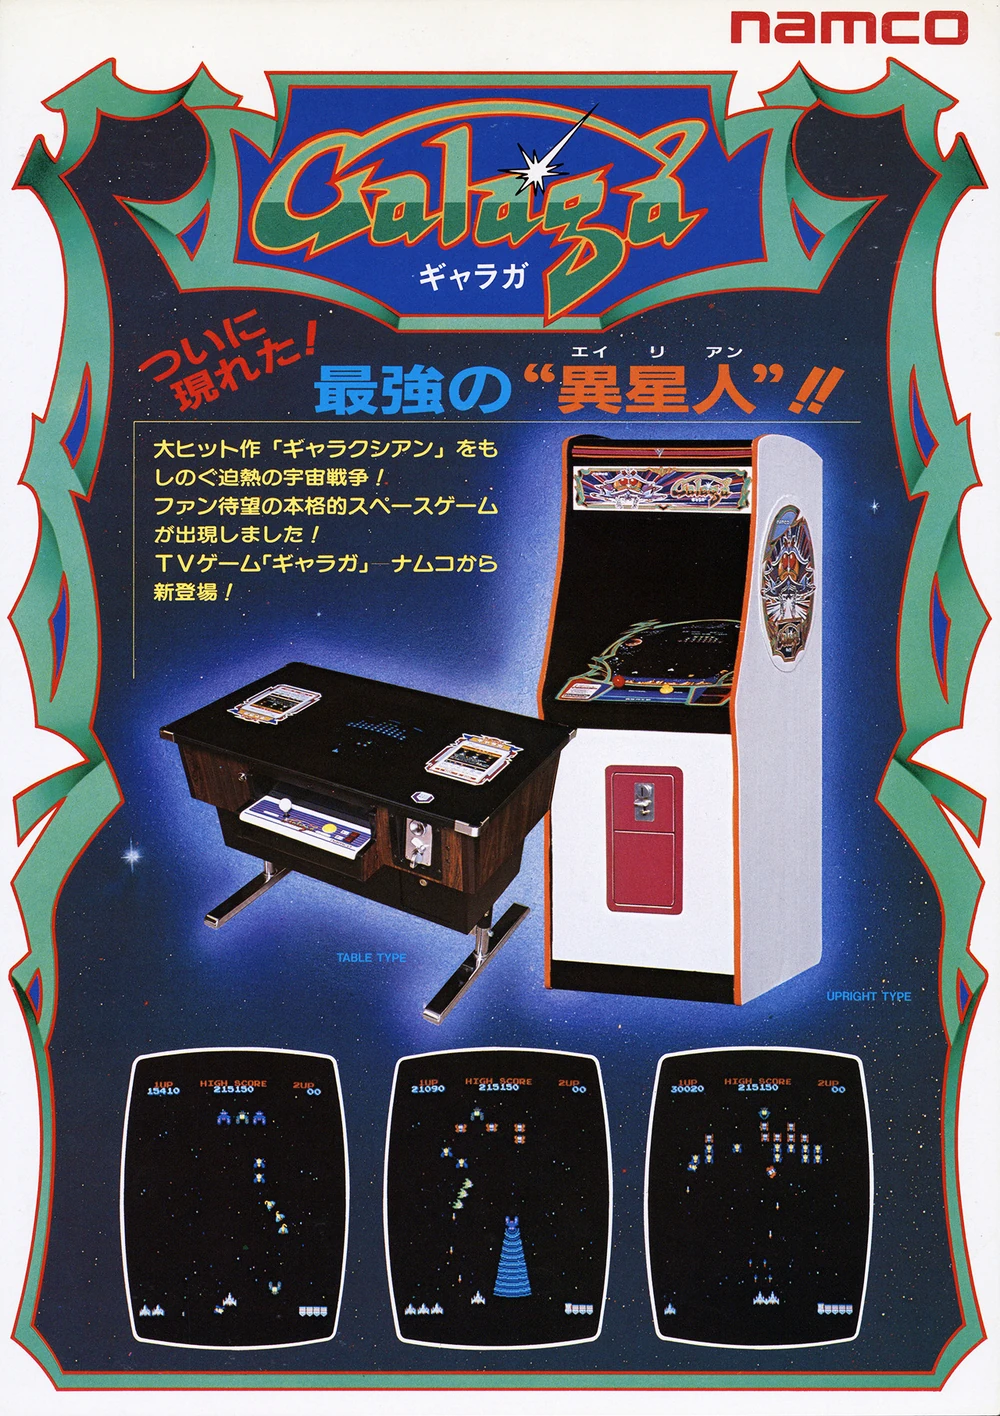 namco
Galaga
ギャラガ
ついに
現れた!
エイリアン
最強の“異星人”!!
大ヒット作「ギャラクシアン」をも
しのぐ迫熱の宇宙戦争!
ファン待望の本格的スペースゲーム
が出現しました!
TVゲーム「ギャラガ」—ナムコから
新登場!
Galaga
TABLE TYPE
UPRIGHT TYPE
1UP HIGH SCORE 2UP
15410 215150 00
1UP HIGH SCORE 2UP
21090 215150 00
1UP HIGH SCORE 2UP
30020 215150 00